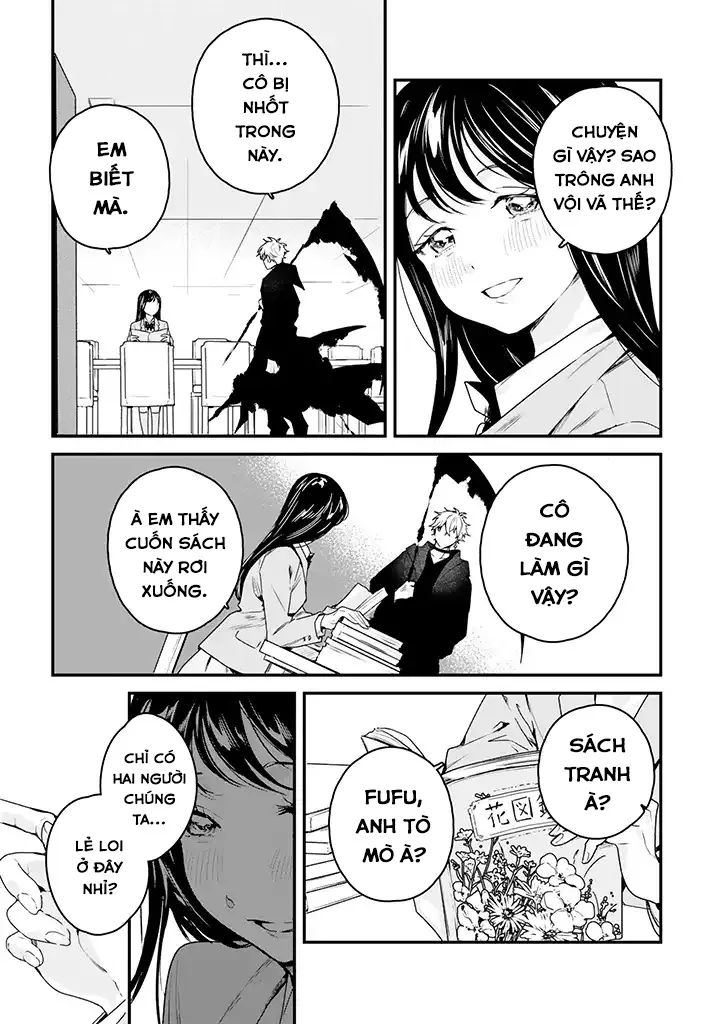 CHUYỆN
GÌ VẬY? SAO
TRÔNG ANH
VỘI VÃ THẾ?
THÌ...
CÔ BỊ
NHỐT
TRONG
NÀY.
EM
BIẾT
MÀ.
CÔ
ĐANG
LÀM GÌ
VẬY?
À EM THẤY
CUỐN SÁCH
NÀY RƠI
XUỐNG.
SÁCH
TRANH
À?
FUFU,
ANH TÒ
MÒ À?
花図鑑
CHỈ CÓ
HAI NGƯỜI
CHÚNG
TA...
LẺ LOI
Ở ĐÂY
NHỈ?